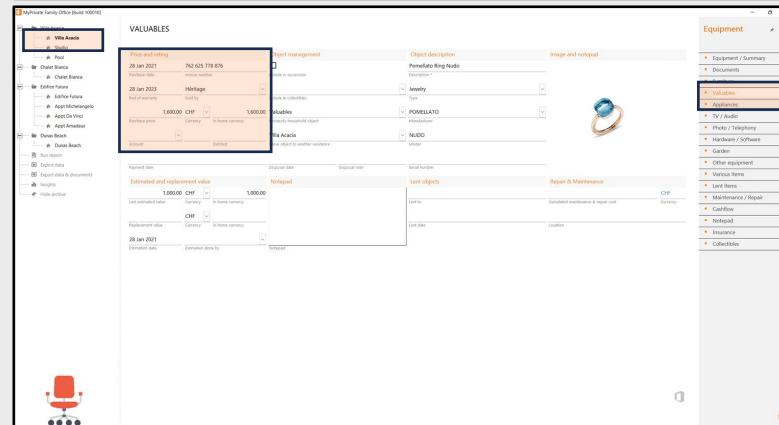 MyPrivate Family Office [Build 100010]
Villa Acacia
Villa Acacia
Studio
Pool
Chalet Blanca
Chalet Blanca
Edifice Futura
Edifice Futura
Appt Michelangelo
Appt Da Vinci
Appt Amadeus
Dunas Beach
Dunas Beach
Run report
Export data
Export data & documents
Insights
Hide archive
VALUABLES
Price and rating
28 Jan 2021 762 625 778 876
Purchase date Invoice number
28 Jan 2023 Héritage
End of warranty Sold by
1,600.00 CHF 1,600.00
Purchase price Currency In home currency
Account Debited
Payment date
Object management
Include in succession
Include in collectibles
Valuables
Reclassify household object
Villa Acacia
Move object to another residence
Disposal date Disposal note
Object description
Pomellato Ring Nudo
Description *
Jewelry
Type
POMELLATO
Manufacturer
NUDO
Model
Serial number
Image and notepad
Estimated and replacement value
1,000.00 CHF 1,000.00
Last estimated value Currency In home currency
CHF
Replacement value Currency In home currency
28 Jan 2021
Estimation date Estimation done by
Notepad
Notepad
Lent objects
Lent to
Lent date
Repair & Maintenance
CHF
Cumulated maintenance & repair cost Currency
Location
Equipment
Equipment / Summary
Documents
Valuables
Appliances
TV / Audio
Photo / Telephony
Hardware / Software
Garden
Other equipment
Various items
Lent items
Maintenance / Repair
Cashflow
Notepad
Insurance
Collectibles